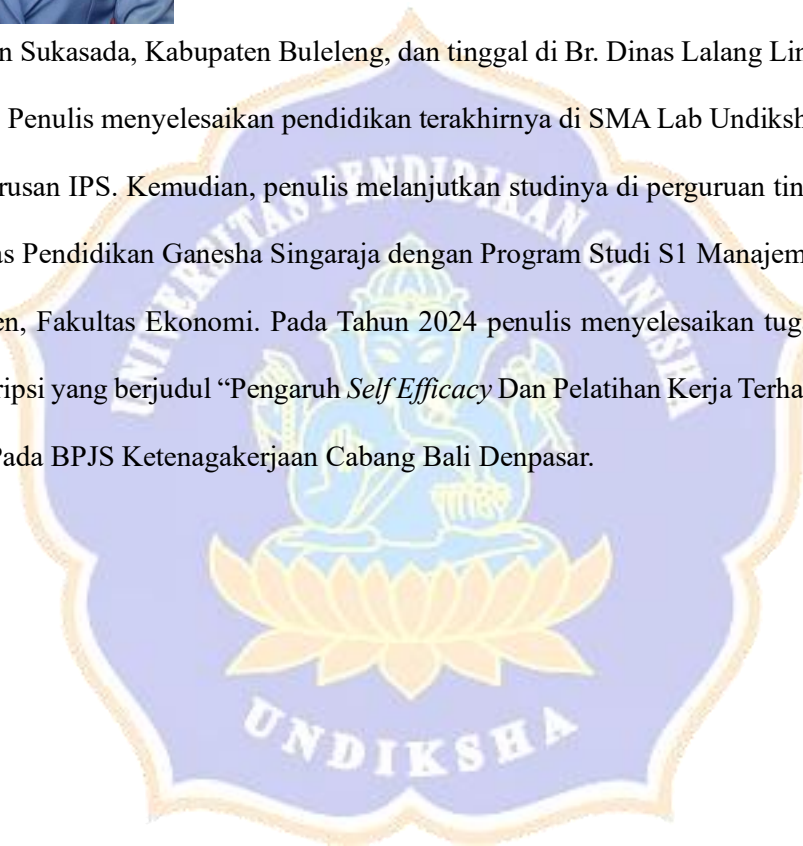 n Sukasada, Kabupaten Buleleng, dan tinggal di Br. Dinas Lalang Lin
Penulis menyelesaikan pendidikan terakhirnya di SMA Lab Undiksh
rusan IPS. Kemudian, penulis melanjutkan studinya di perguruan tin
as Pendidikan Ganesha Singaraja dengan Program Studi S1 Manajem
en, Fakultas Ekonomi. Pada Tahun 2024 penulis menyelesaikan tug
ripsi yang berjudul “Pengaruh Self Efficacy Dan Pelatihan Kerja Terha
Pada BPJS Ketenagakerjaan Cabang Bali Denpasar.
UNIVERSITAS PENDIDIKAN GANESHA
UNDIKSHA